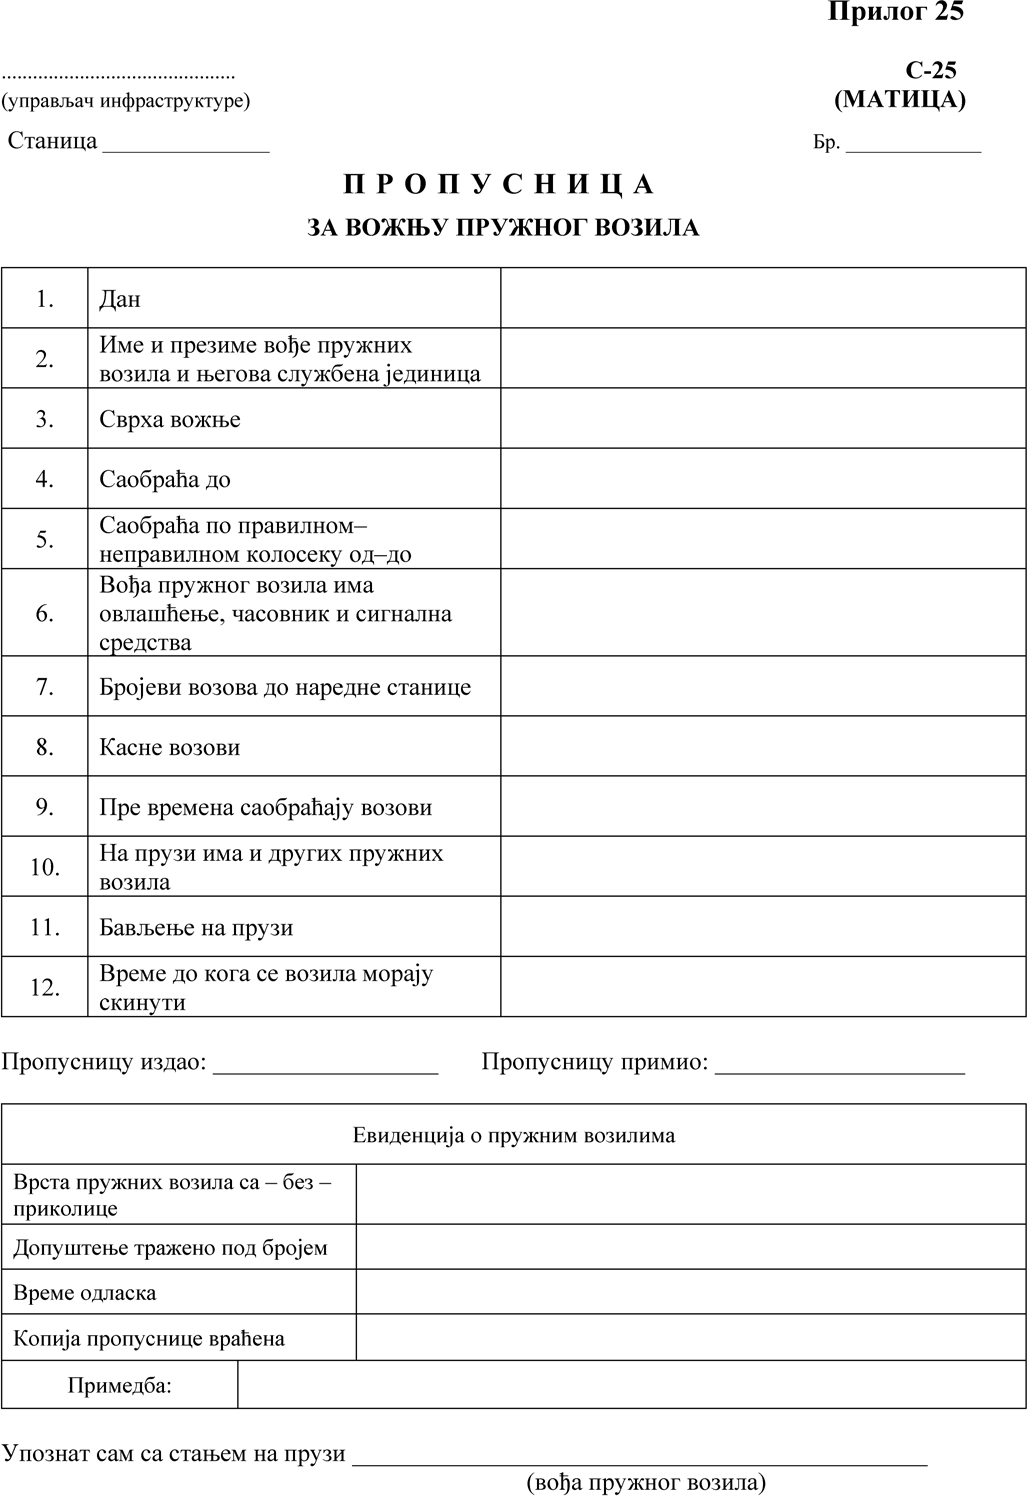 Прилог 25
............................................. С-25
(управљач инфраструктуре) (МАТИЦА)
Станица _____________ Бр. _____________
П Р О П У С Н И Ц А
ЗА ВОЖЊУ ПРУЖНОГ ВОЗИЛА
1. Дан
2. Име и презиме вође пружних
возила и његова службена јединица
3. Сврха вожње
4. Саобраћа до
5. Саобраћа по правилном–
неправилном колосеку од–до
6. Вођа пружног возила има
овлашћење, часовник и сигнална
средства
7. Бројеви возова до наредне станице
8. Касне возови
9. Пре времена саобраћају возови
10. На прузи има и других пружних
возила
11. Бављење на прузи
12. Време до кога се возила морају
скинути
Пропусницу издао: __________________ Пропусницу примио: ____________________
Евиденција о пружним возилима
Врста пружних возила са – без –
приколице
Допуштење тражено под бројем
Време одласка
Копија пропуснице враћена
Примедба:
Упознат сам са стањем на прузи ______________________________________________
(вођа пружног возила)